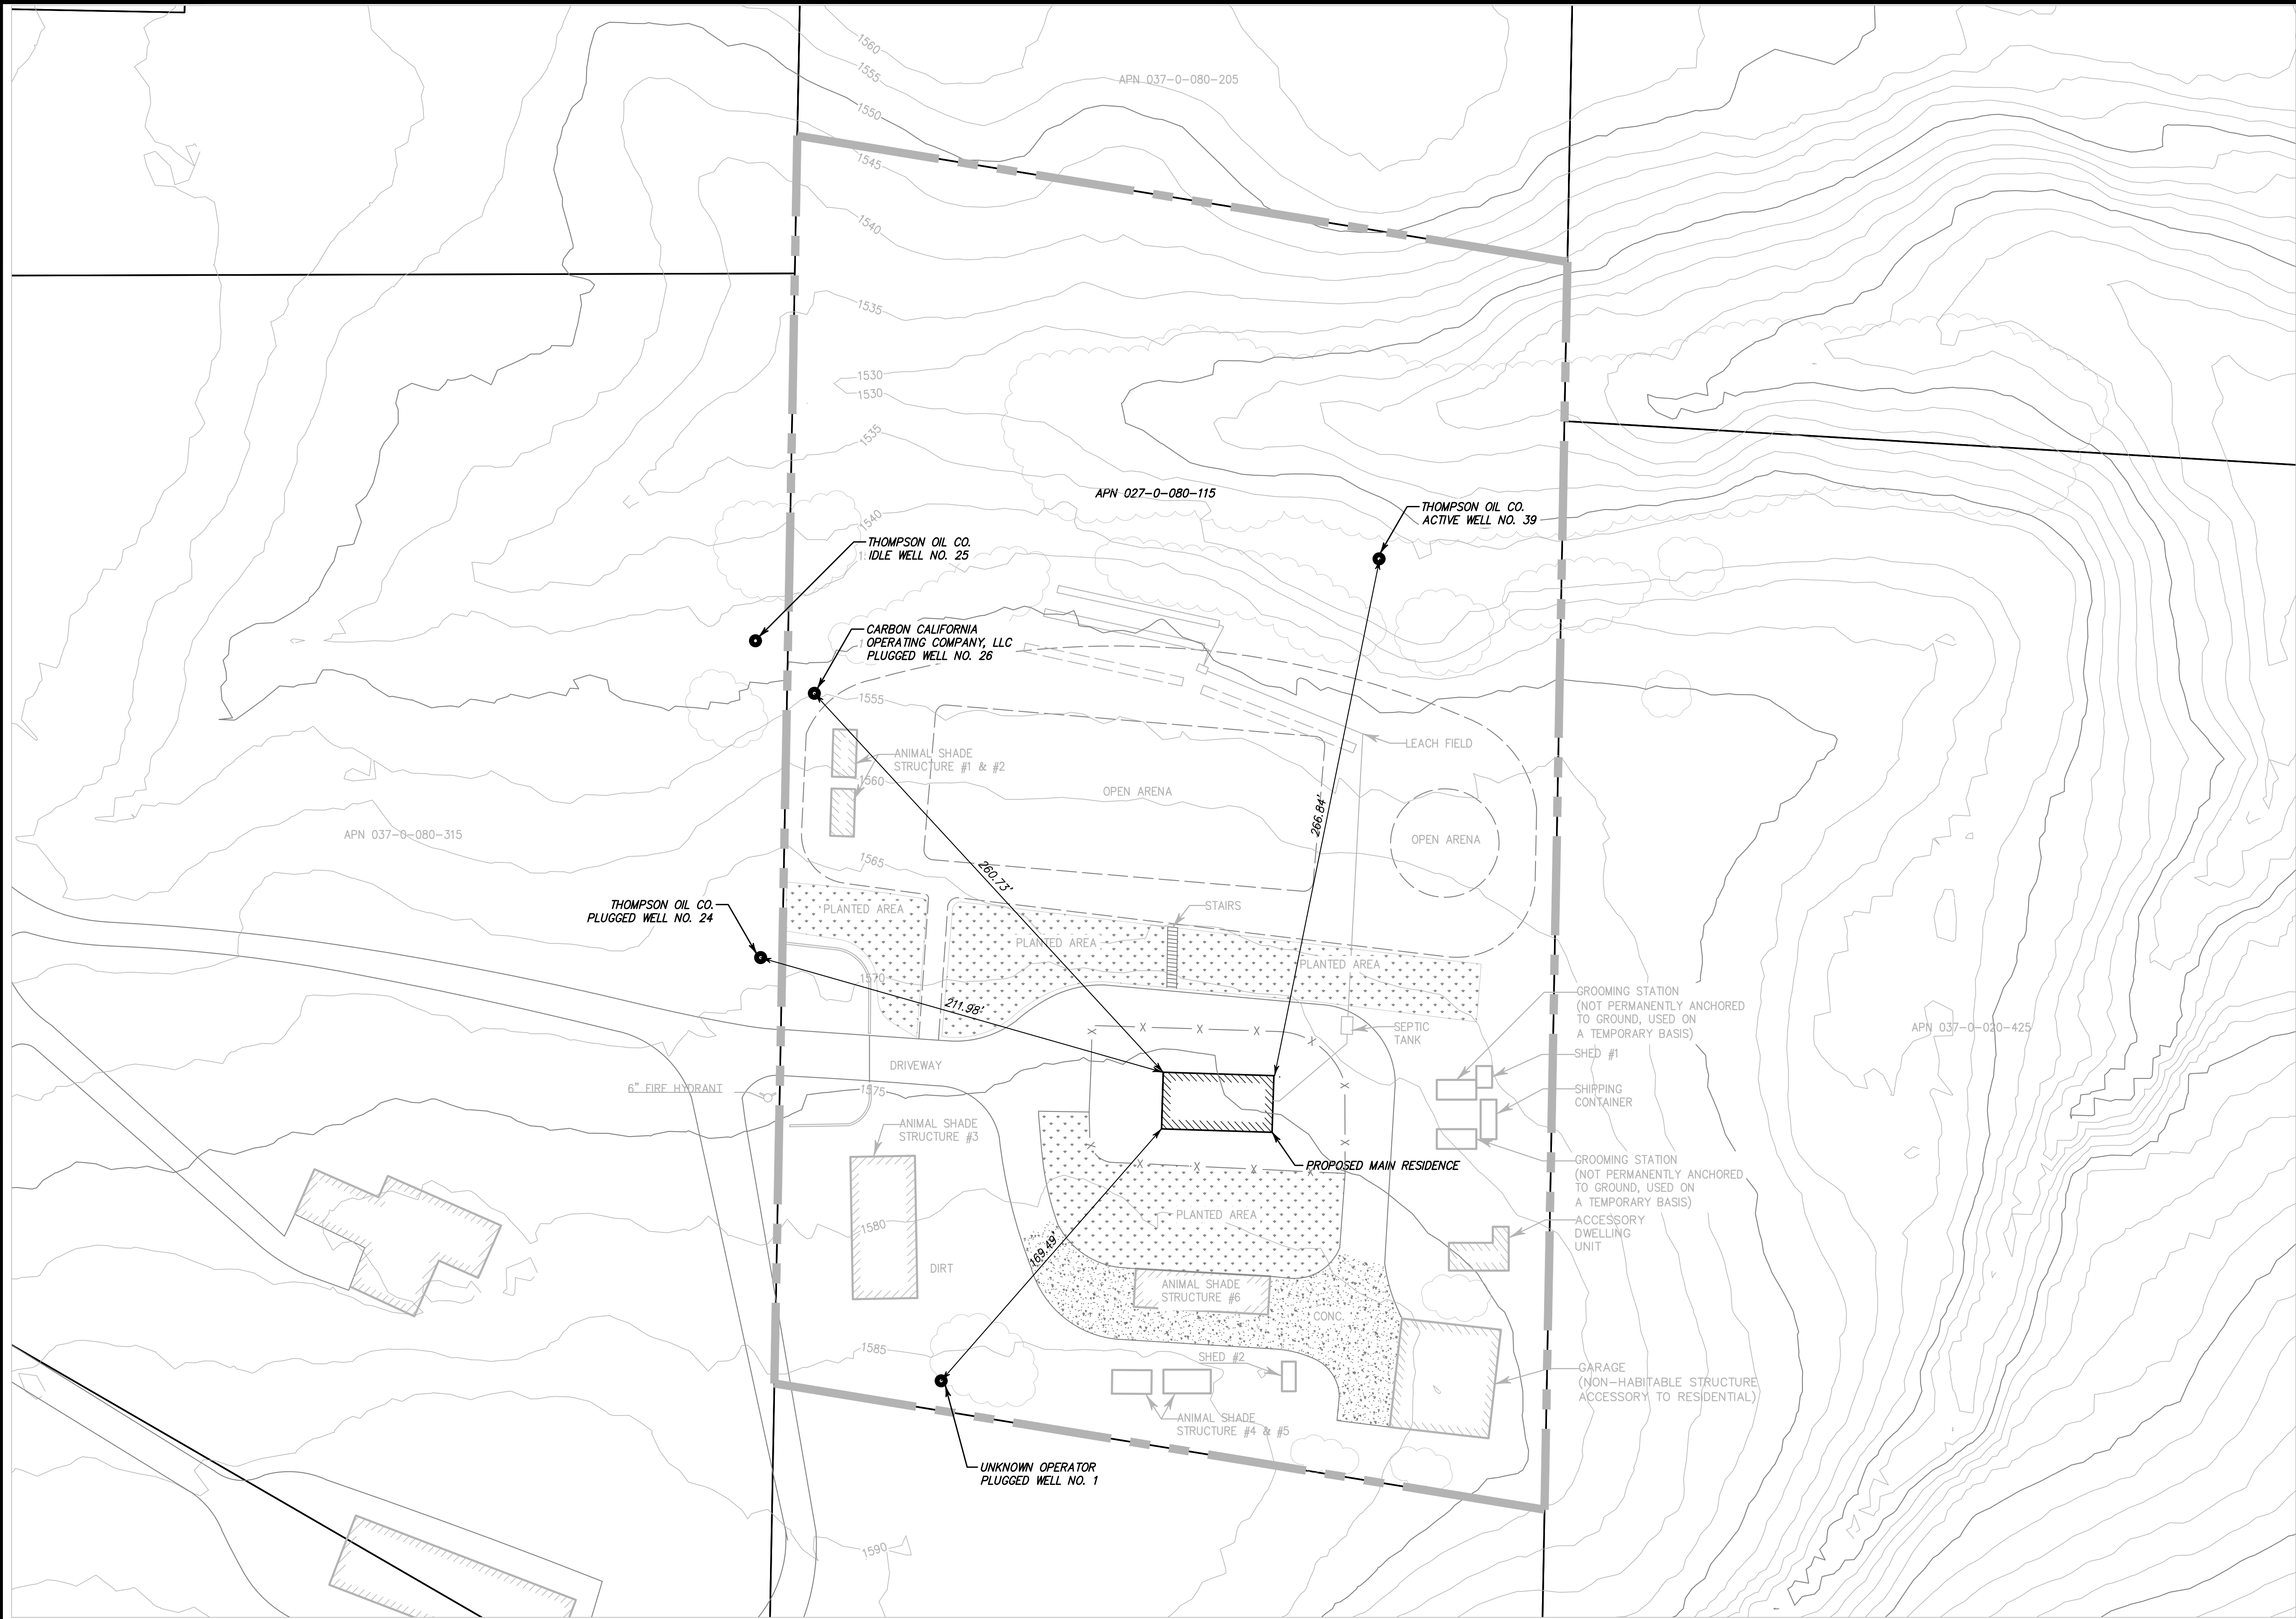 1560
APN 037-0-080-205
1555
1550
1545
1540
1535
1530
1530
1535
APN 027-0-080-115
THOMPSON OIL CO.
ACTIVE WELL NO. 39
1540
THOMPSON OIL CO.
IDLE WELL NO. 25
CARBON CALIFORNIA
OPERATING COMPANY, LLC
PLUGGED WELL NO. 26
1555
LEACH FIELD
ANIMAL SHADE
STRUCTURE #1 & #2
1560
OPEN ARENA
266.84'
APN 037-0-080-315
OPEN ARENA
1565
260.73'
THOMPSON OIL CO.
PLUGGED WELL NO. 24
PLANTED AREA
STAIRS
PLANTED AREA
PLANTED AREA
1570
211.98'
GROOMING STATION
(NOT PERMANENTLY ANCHORED
TO GROUND, USED ON
A TEMPORARY BASIS)
APN 037-0-020-425
X X X X X
SEPTIC
TANK
SHED #1
DRIVEWAY
6" FIRE HYDRANT
1575
X
SHIPPING
CONTAINER
ANIMAL SHADE
STRUCTURE #3
X X
X X X X
PROPOSED MAIN RESIDENCE
GROOMING STATION
(NOT PERMANENTLY ANCHORED
TO GROUND, USED ON
A TEMPORARY BASIS)
1580
PLANTED AREA
ACCESSORY
DWELLING
UNIT
169.49'
DIRT
ANIMAL SHADE
STRUCTURE #6
CONC.
1585
SHED #2
GARAGE
(NON-HABITABLE STRUCTURE
ACCESSORY TO RESIDENTIAL)
ANIMAL SHADE
STRUCTURE #4 & #5
UNKNOWN OPERATOR
PLUGGED WELL NO. 1
1590